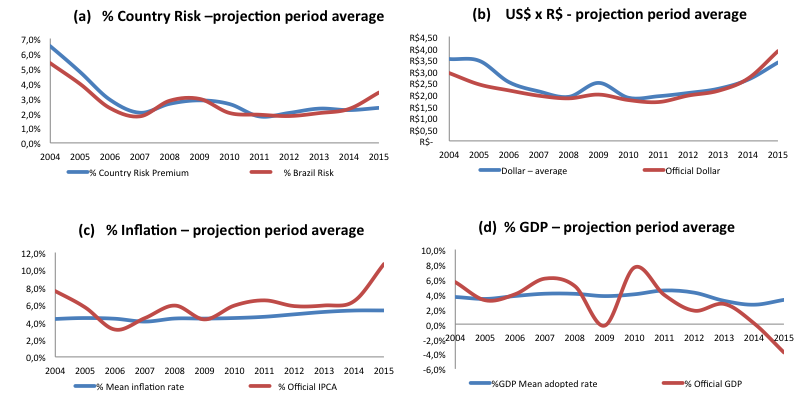 (a) % Country Risk –projection period average
7,0%
6,0%
5,0%
4,0%
3,0%
2,0%
1,0%
0,0%
2004 2005 2006 2007 2008 2009 2010 2011 2012 2013 2014 2015
% Country Risk Premium % Brazil Risk
(b) US$ x R$ - projection period average
R$4,50
R$4,00
R$3,50
R$3,00
R$2,50
R$2,00
R$1,50
R$1,00
R$0,50
R$-
2004 2005 2006 2007 2008 2009 2010 2011 2012 2013 2014 2015
Dollar – average Official Dollar
(c) % Inflation – projection period average
12,0%
10,0%
8,0%
6,0%
4,0%
2,0%
0,0%
2004 2005 2006 2007 2008 2009 2010 2011 2012 2013 2014 2015
% Mean inflation rate % Official IPCA
(d) % GDP – projection period average
10,0%
8,0%
6,0%
4,0%
2,0%
0,0%
2004 2005 2006 2007 2008 2009 2010 2011 2012 2013 2014 2015
-2,0%
-4,0%
-6,0%
%GDP Mean adopted rate % Official GDP